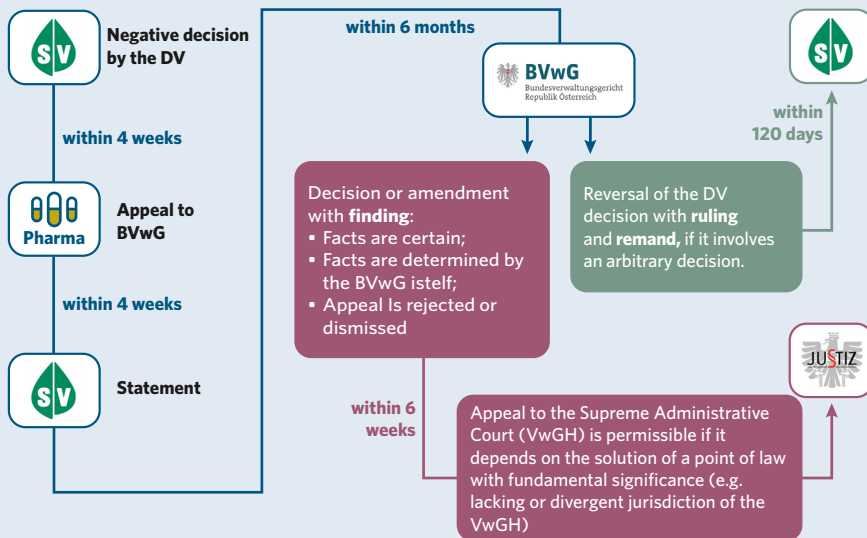 SV
Negative decision
by the DV
within 4 weeks
Pharma
Appeal to
BVwG
within 4 weeks
SV
Statement
within 6 months
BVwG
Bundesverwaltungsgericht
Republik Österreich
Decision or amendment
with finding:
▪ Facts are certain;
▪ Facts are determined by
the BVwG istelf;
▪ Appeal Is rejected or
dismissed
Reversal of the DV
decision with ruling
and remand, if it involves
an arbitrary decision.
within
120 days
SV
within 6
weeks
Appeal to the Supreme Administrative
Court (VwGH) is permissible if it
depends on the solution of a point of law
with fundamental significance (e.g.
lacking or divergent jurisdiction of the
VwGH)
JU§TIZ